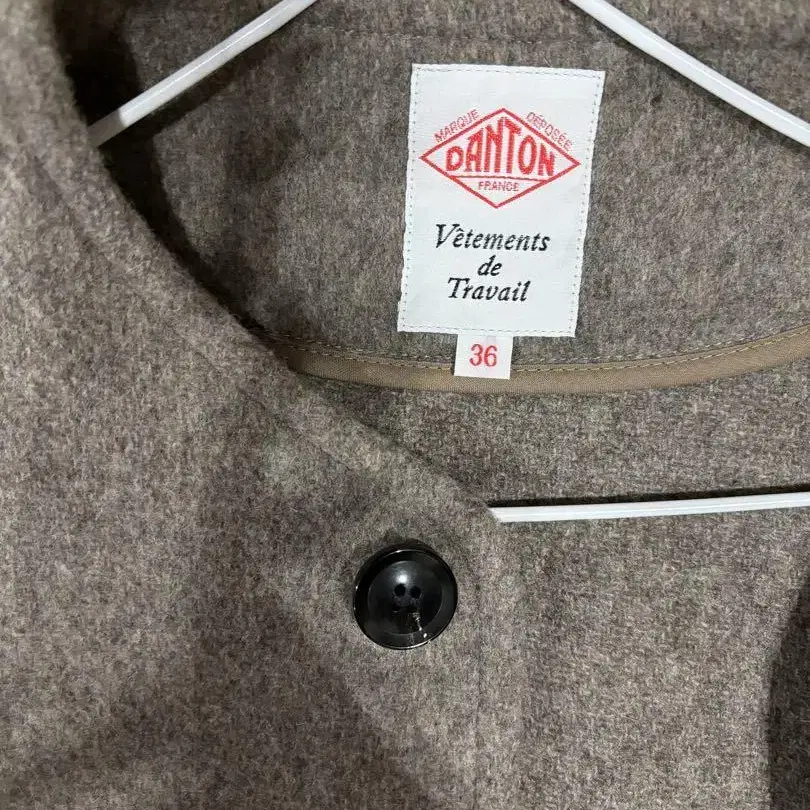 MARQUE DÉPOSÉE
DANTON
FRANCE
Vêtements
de
Travail
36